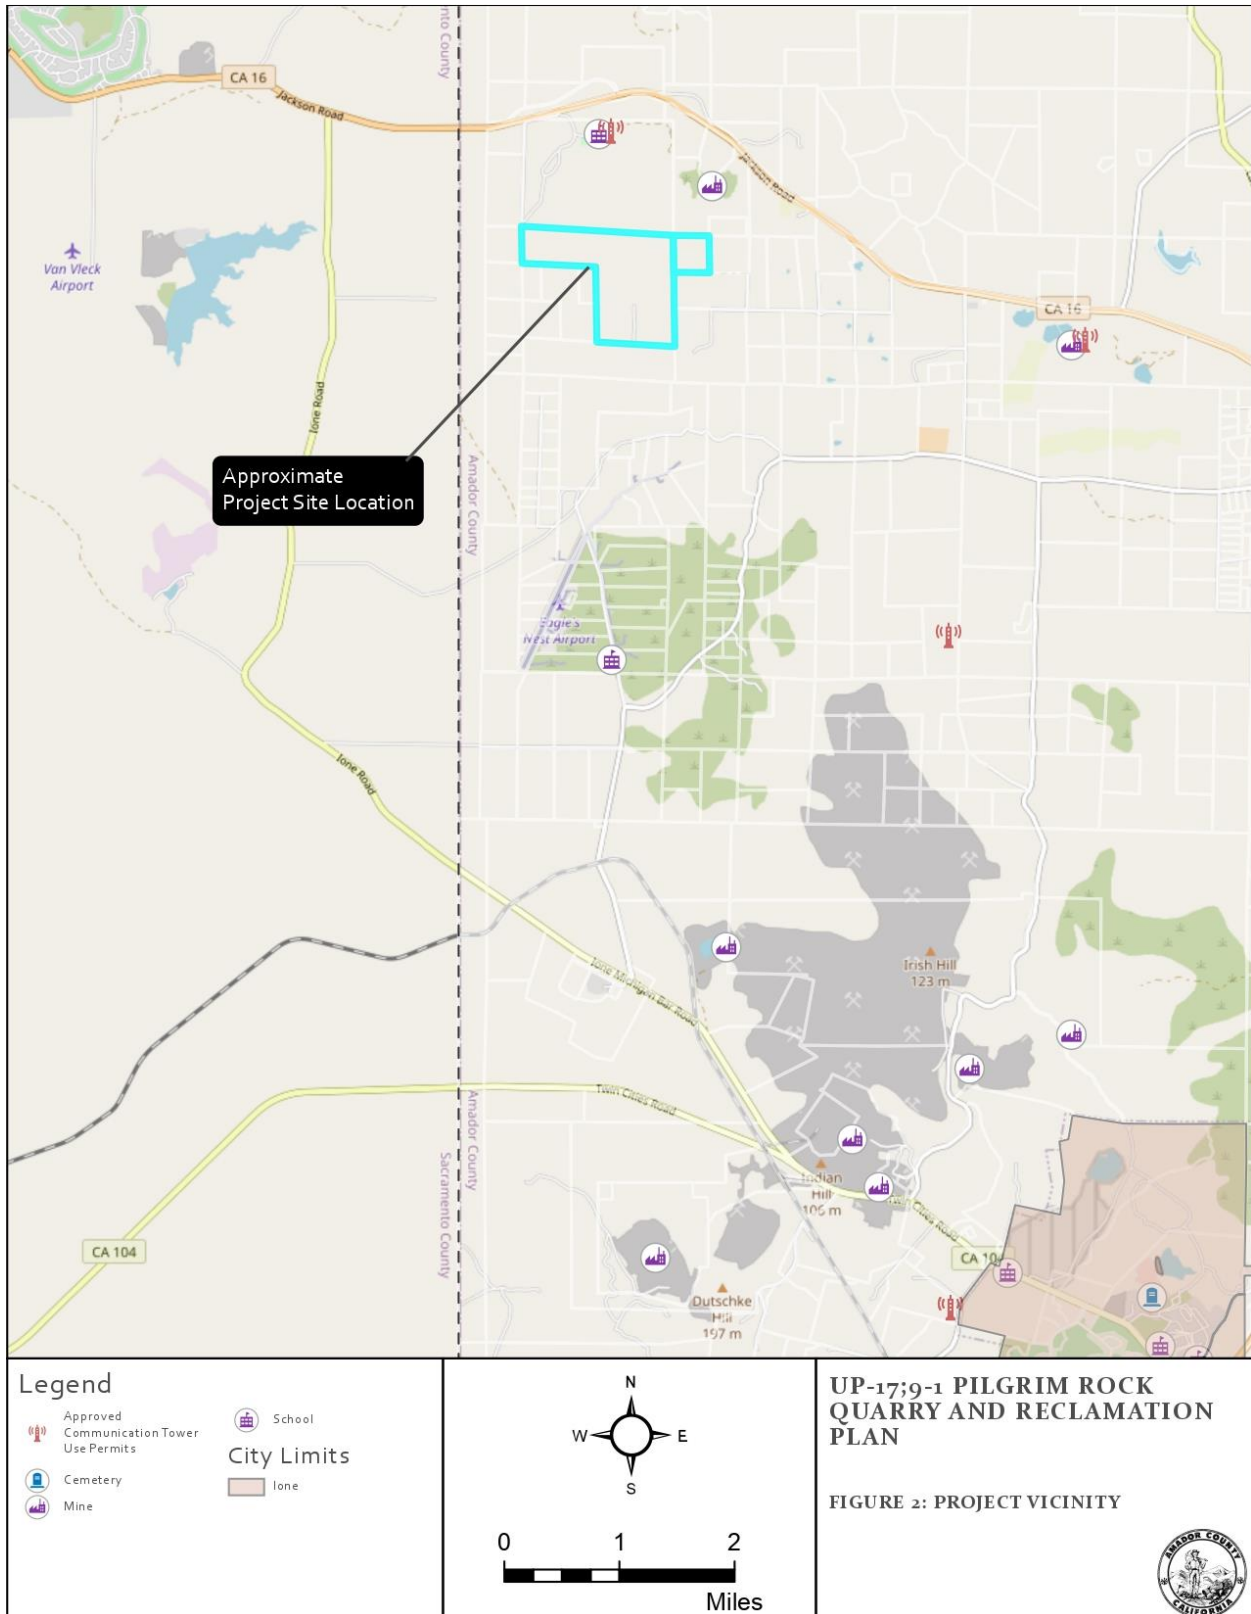 nto County
Sacramento County
CA 16
Jackson Road
Jackson Road
Van Vleck
Airport
CA 16
Ione Road
Approximate
Project Site Location
Amador County
Eagle's
Nest Airport
Ione Road
Irish Hill
123 m
Ione Michigan Bar Road
Twin Cities Road
Amador County
Sacramento County
Indian
Hill
106 m
Twin Cities Road
CA 104
CA 104
Dutschke
Hill
197 m
Legend
Approved
Communication Tower
Use Permits
Cemetery
Mine
School
City Limits
Ione
N
W
E
S
0 1 2
Miles
UP-17;9-1 PILGRIM ROCK
QUARRY AND RECLAMATION
PLAN
FIGURE 2: PROJECT VICINITY
AMADOR COUNTY
CALIFORNIA